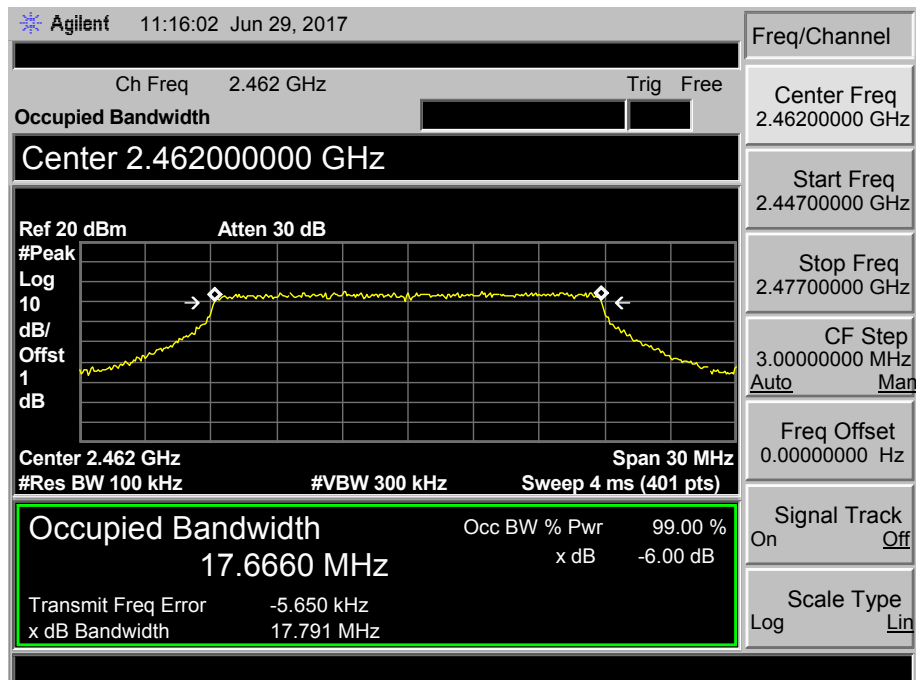 Agilent 11:16:02 Jun 29, 2017
Ch Freq 2.462 GHz Trig Free
Occupied Bandwidth
Center 2.462000000 GHz
Ref 20 dBm Atten 30 dB
#Peak
Log
10
dB/
Offst
1
dB
Center 2.462 GHz Span 30 MHz
#Res BW 100 kHz #VBW 300 kHz Sweep 4 ms (401 pts)
Occupied Bandwidth Occ BW % Pwr 99.00 %
17.6660 MHz x dB -6.00 dB
Transmit Freq Error -5.650 kHz
x dB Bandwidth 17.791 MHz
Freq/Channel
Center Freq
2.46200000 GHz
Start Freq
2.44700000 GHz
Stop Freq
2.47700000 GHz
CF Step
3.00000000 MHz
Auto Man
Freq Offset
0.00000000 Hz
Signal Track
On Off
Scale Type
Log Lin